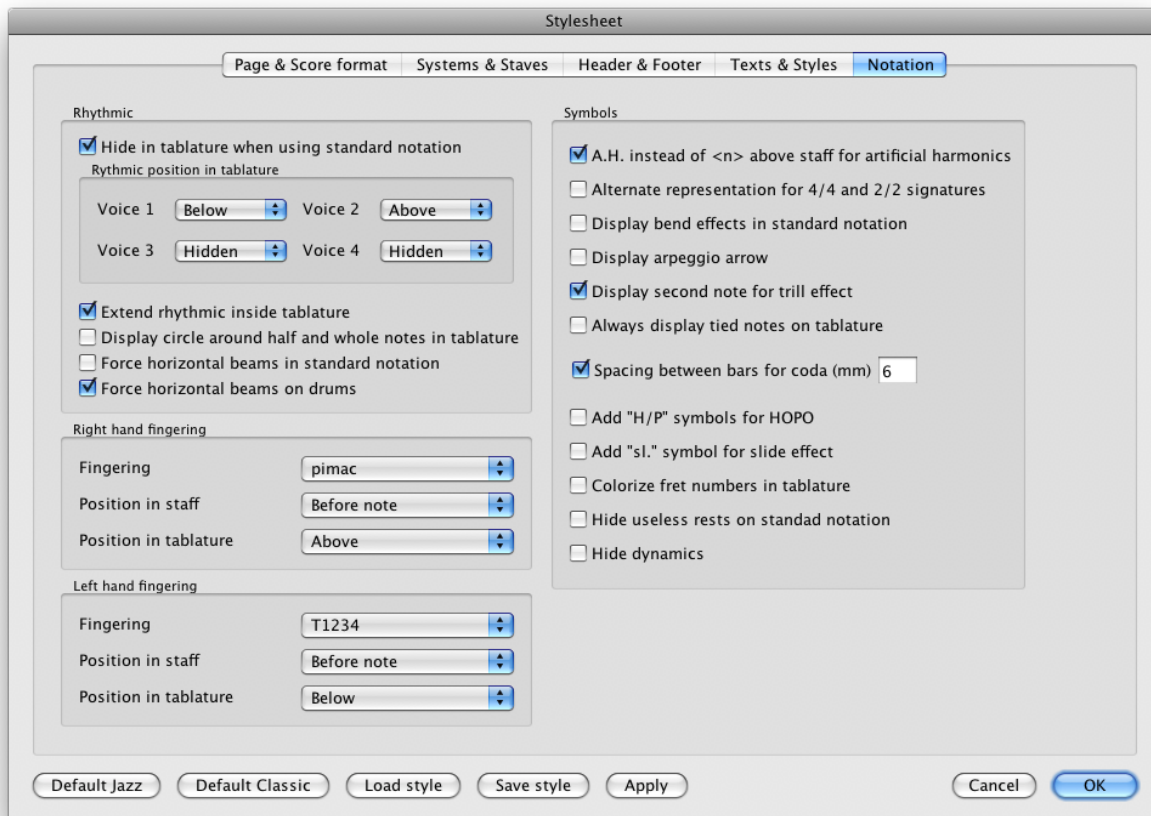 Stylesheet
Page & Score format Systems & Staves Header & Footer Texts & Styles Notation
Rhythmic
Hide in tablature when using standard notation
Rythmic position in tablature
Voice 1 Below Voice 2 Above
Voice 3 Hidden Voice 4 Hidden
Extend rhythmic inside tablature
Display circle around half and whole notes in tablature
Force horizontal beams in standard notation
Force horizontal beams on drums
Right hand fingering
Fingering pimac
Position in staff Before note
Position in tablature Above
Left hand fingering
Fingering T1234
Position in staff Before note
Position in tablature Below
Symbols
A.H. instead of <n> above staff for artificial harmonics
Alternate representation for 4/4 and 2/2 signatures
Display bend effects in standard notation
Display arpeggio arrow
Display second note for trill effect
Always display tied notes on tablature
Spacing between bars for coda (mm) 6
Add "H/P" symbols for HOPO
Add "sl." symbol for slide effect
Colorize fret numbers in tablature
Hide useless rests on standad notation
Hide dynamics
Default Jazz Default Classic Load style Save style Apply Cancel OK